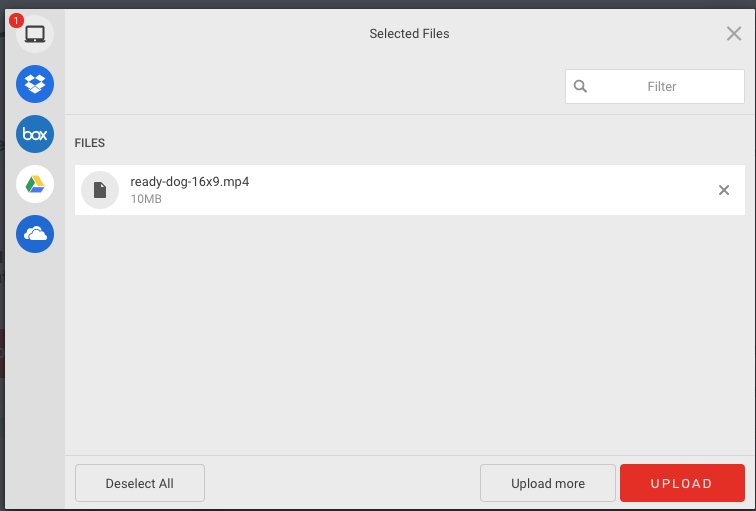 1
Selected Files
Filter
box
FILES
ready-dog-16x9.mp4
10MB
Deselect All
Upload more
UPLOAD